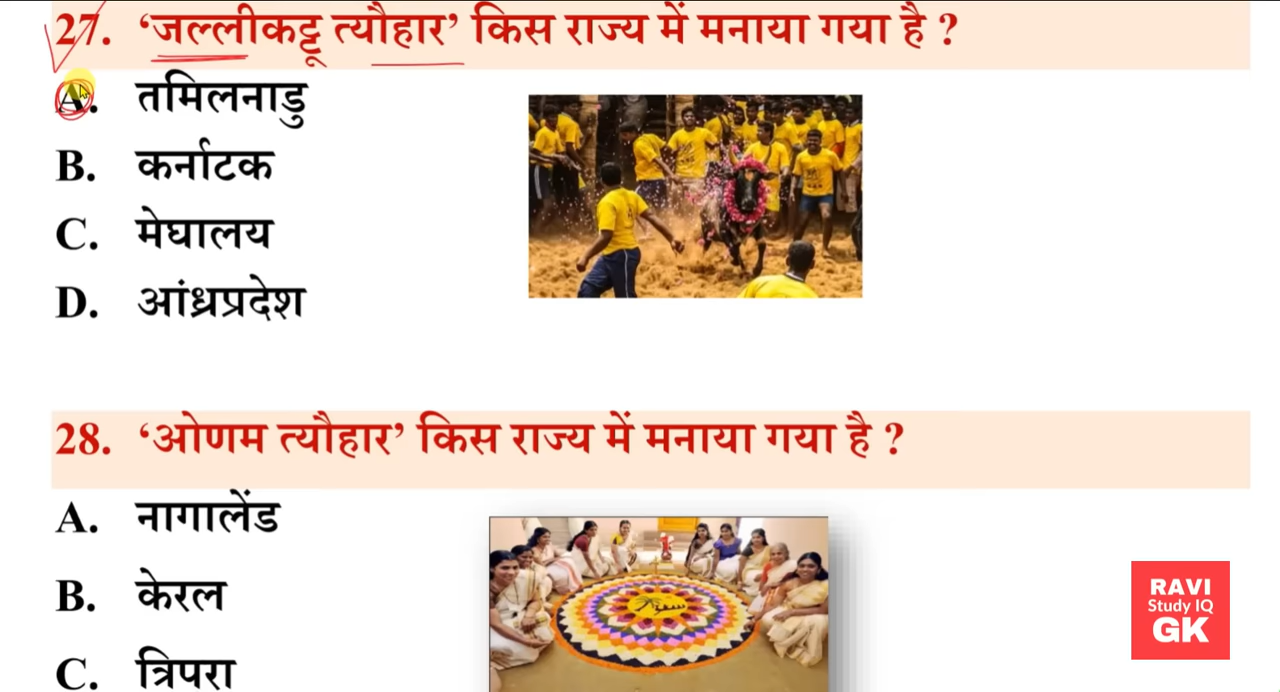 27. ‘जल्लीकट्टू त्यौहार’ किस राज्य में मनाया गया है ?
A. तमिलनाडु
B. कर्नाटक
C. मेघालय
D. आंध्रप्रदेश
28. ‘ओणम त्यौहार’ किस राज्य में मनाया गया है ?
A. नागालेंड
B. केरल
C. त्रिपरा
RAVI
Study IQ
GK